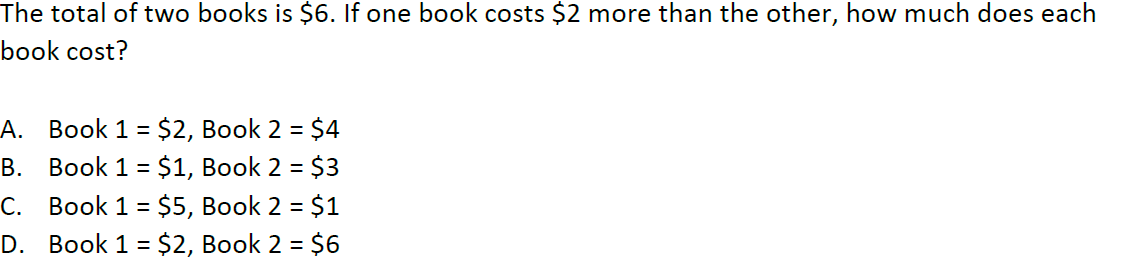 The total of two books is $6. If one book costs $2 more than the other, how much does each
book cost?
A. Book 1 = $2, Book 2 = $4
B. Book 1 = $1, Book 2 = $3
C. Book 1 = $5, Book 2 = $1
D. Book 1 = $2, Book 2 = $6